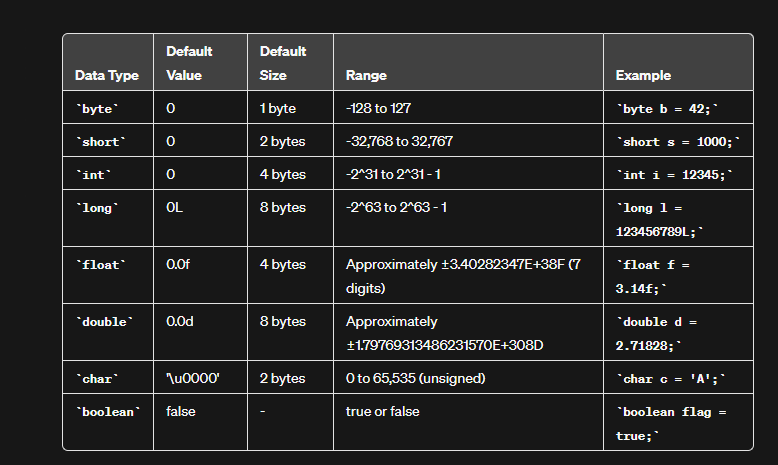 Data Type Default Value Default Size Range Example
`byte` 0 1 byte -128 to 127 `byte b = 42;`
`short` 0 2 bytes -32,768 to 32,767 `short s = 1000;`
`int` 0 4 bytes -2^31 to 2^31 - 1 `int i = 12345;`
`long` 0L 8 bytes -2^63 to 2^63 - 1 `long l =
123456789L;`
`float` 0.0f 4 bytes Approximately ±3.40282347E+38F (7 `float f =
digits) 3.14f;`
`double` 0.0d 8 bytes Approximately `double d =
±1.79769313486231570E+308D 2.71828;`
`char` '\u0000' 2 bytes 0 to 65,535 (unsigned) `char c = 'A';`
`boolean` false - true or false `boolean flag =
true;`